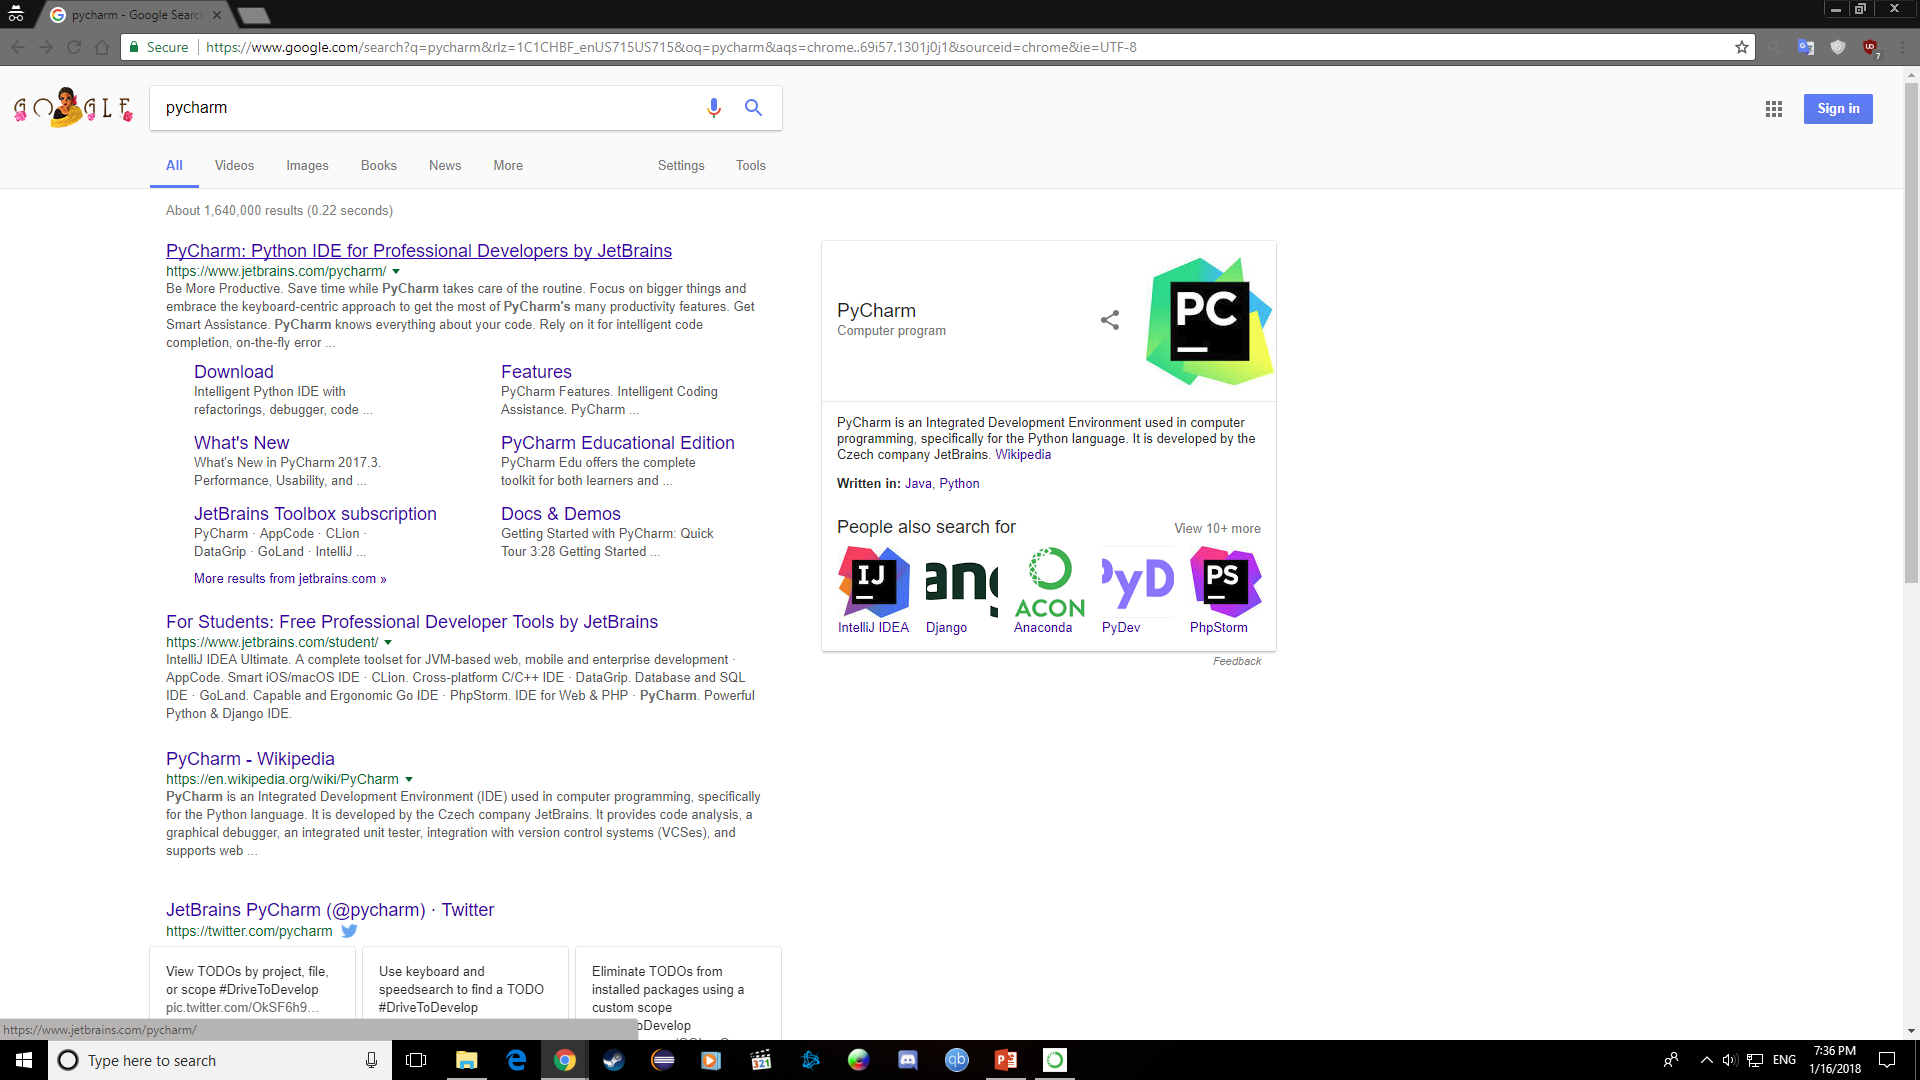 pycharm - Google Search
Secure
https://www.google.com/search?q=pycharm&rlz=1C1CHBF_enUS715US715&oq=pycharm&aqs=chrome..69i57.1301j0j1&sourceid=chrome&ie=UTF-8
7
GOOGLE
pycharm
Sign in
All Videos Images Books News More Settings Tools
About 1,640,000 results (0.22 seconds)
PyCharm: Python IDE for Professional Developers by JetBrains
https://www.jetbrains.com/pycharm/
Be More Productive. Save time while PyCharm takes care of the routine. Focus on bigger things and
embrace the keyboard-centric approach to get the most of PyCharm's many productivity features. Get
Smart Assistance. PyCharm knows everything about your code. Rely on it for intelligent code
completion, on-the-fly error ...
Download
Intelligent Python IDE with
refactorings, debugger, code ...
Features
PyCharm Features. Intelligent Coding
Assistance. PyCharm ...
What's New
What's New in PyCharm 2017.3.
Performance, Usability, and ...
PyCharm Educational Edition
PyCharm Edu offers the complete
toolkit for both learners and ...
JetBrains Toolbox subscription
PyCharm · AppCode · CLion ·
DataGrip · GoLand · IntelliJ ...
Docs & Demos
Getting Started with PyCharm: Quick
Tour 3:28 Getting Started ...
More results from jetbrains.com »
For Students: Free Professional Developer Tools by JetBrains
https://www.jetbrains.com/student/
IntelliJ IDEA Ultimate. A complete toolset for JVM-based web, mobile and enterprise development ·
AppCode. Smart iOS/macOS IDE · CLion. Cross-platform C/C++ IDE · DataGrip. Database and SQL
IDE · GoLand. Capable and Ergonomic Go IDE · PhpStorm. IDE for Web & PHP · PyCharm. Powerful
Python & Django IDE.
PyCharm - Wikipedia
https://en.wikipedia.org/wiki/PyCharm
PyCharm is an Integrated Development Environment (IDE) used in computer programming, specifically
for the Python language. It is developed by the Czech company JetBrains. It provides code analysis, a
graphical debugger, an integrated unit tester, integration with version control systems (VCSes), and
supports web ...
JetBrains PyCharm (@pycharm) · Twitter
https://twitter.com/pycharm
View TODOs by project, file,
or scope #DriveToDevelop
pic.twitter.com/OkSF6h9...
Use keyboard and
speedsearch to find a TODO
#DriveToDevelop
Eliminate TODOs from
installed packages using a
custom scope
oDevelop
PyCharm
Computer program
PC
PyCharm is an Integrated Development Environment used in computer
programming, specifically for the Python language. It is developed by the
Czech company JetBrains. Wikipedia
Written in: Java, Python
People also search for
View 10+ more
IJ
ang
ACON
PyD
PS
IntelliJ IDEA
Django
Anaconda
PyDev
PhpStorm
Feedback
https://www.jetbrains.com/pycharm/
Type here to search
321
qb
ENG
7:36 PM
1/16/2018